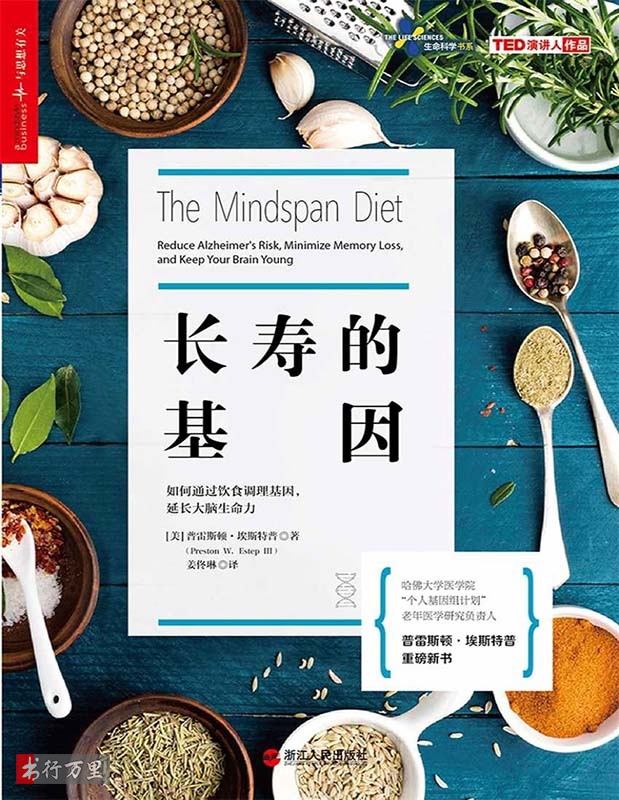 与思想有关
business
THE LIFE SCIENCES
生命科学书系
TED演讲人作品
The Mindspan Diet
Reduce Alzheimer's Risk, Minimize Memory Loss,
and Keep Your Brain Young
长寿的
基因
如何通过饮食调理基因，
延长大脑生命力
[美]普雷斯顿·埃斯特普◎著
(Preston W. Estep III)
姜佟琳◎译
哈佛大学医学院
“个人基因组计划”
老年医学研究负责人
普雷斯顿·埃斯特普
重磅新书
浙江人民出版社
书行万里